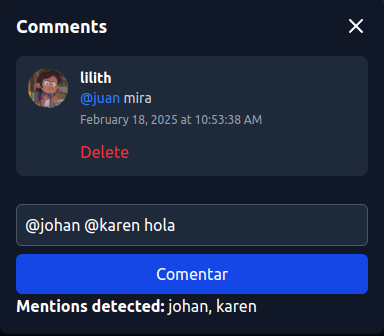 Comments
lilith
@juan mira
February 18, 2025 at 10:53:38 AM
Delete
@johan @karen hola
Comentar
Mentions detected: johan, karen